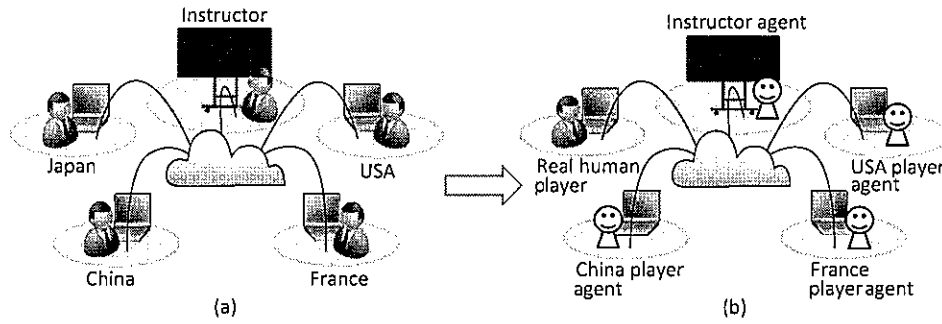 Instructor
Japan
USA
China
France
(a)
Instructor agent
Real human
player
USA player
agent
China player
agent
France
player agent
(b)